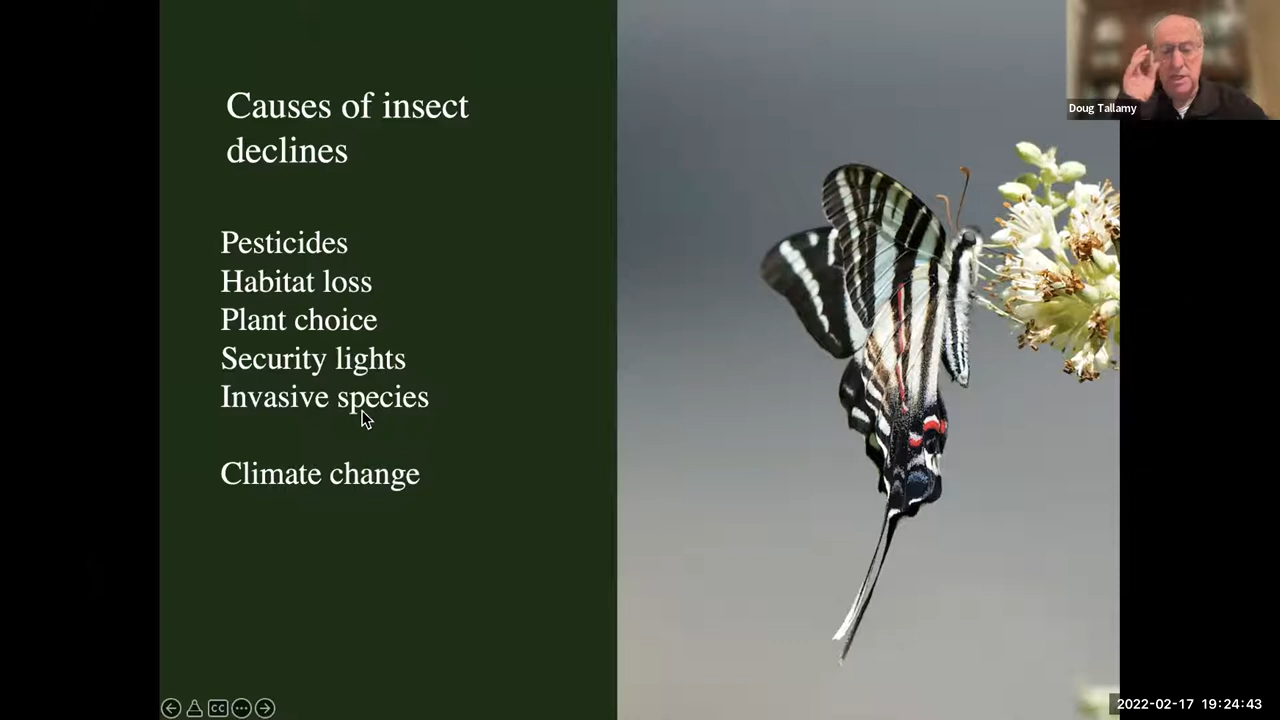 Causes of insect
declines
Pesticides
Habitat loss
Plant choice
Security lights
Invasive species
Climate change
Doug Tallamy
CC
2022-02-17 19:24:43